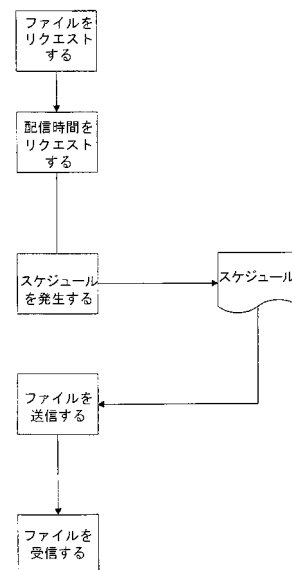 ファイルを
リクエスト
する
配信時間を
リクエスト
する
スケジュール
を発生する
スケジュール
ファイルを
送信する
ファイルを
受信する